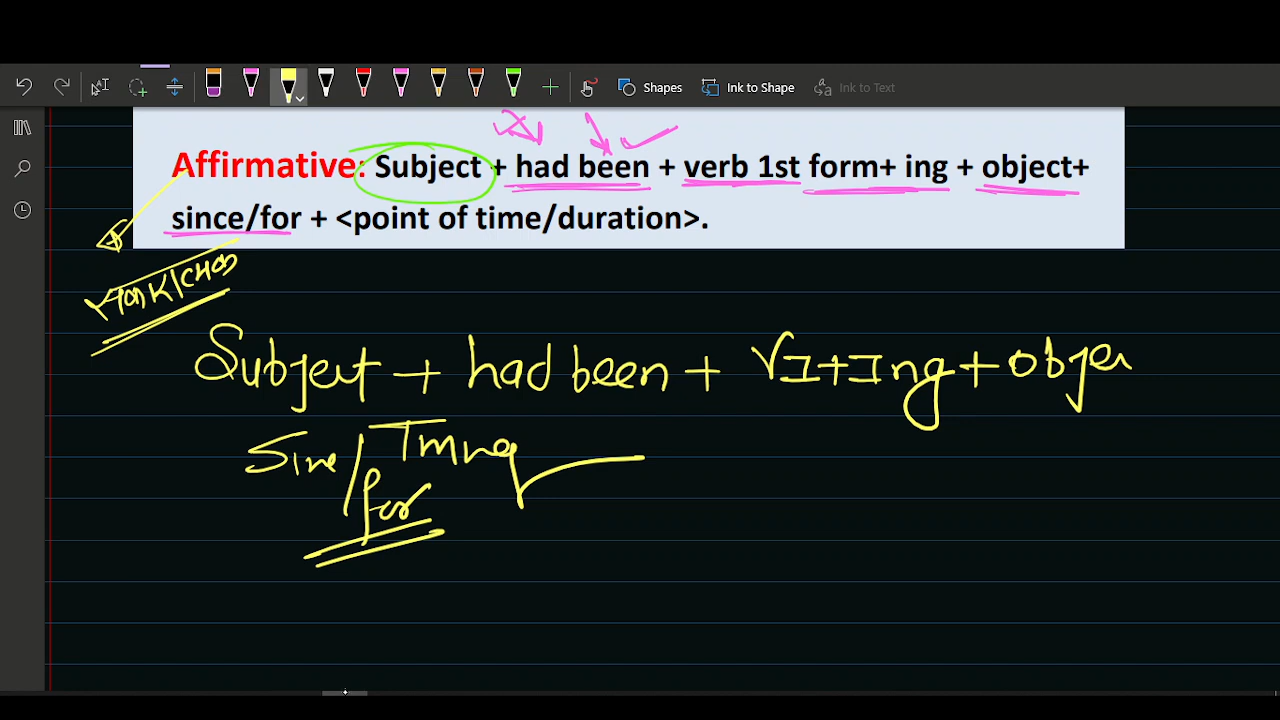 Shapes Ink to Shape Ink to Text
Affirmative: Subject + had been + verb 1st form+ ing + object+
since/for + <point of time/duration>.
Subject + had been + V1+Ing + obje
Sine/
for